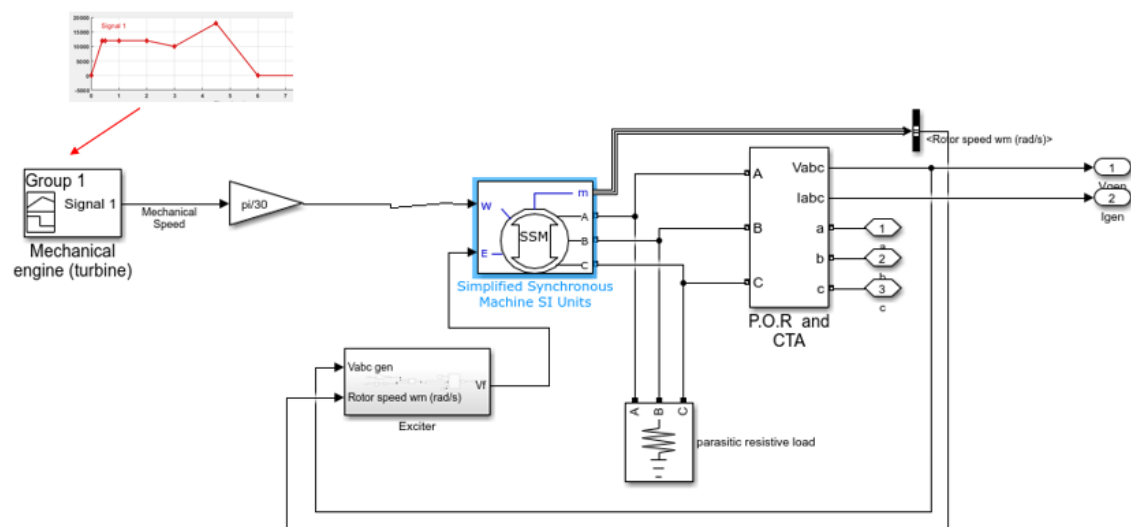 20000
Signal 1
15000
10000
5000
0
-5000
0 1 2 3 4 5 6 7
Group 1
Signal 1
Mechanical
engine (turbine)
Mechanical
Speed
pi/30
W
E
m
SSM
A
B
C
Simplified Synchronous
Machine SI Units
<Rotor speed wm (rad/s)>
A
B
C
Vabc
Iabc
a
b
c
P.O.R and
CTA
1
Vgen
2
Igen
1
a
2
b
3
c
Vabc gen
Rotor speed wm (rad/s)
Vf
Exciter
A B C
parasitic resistive load